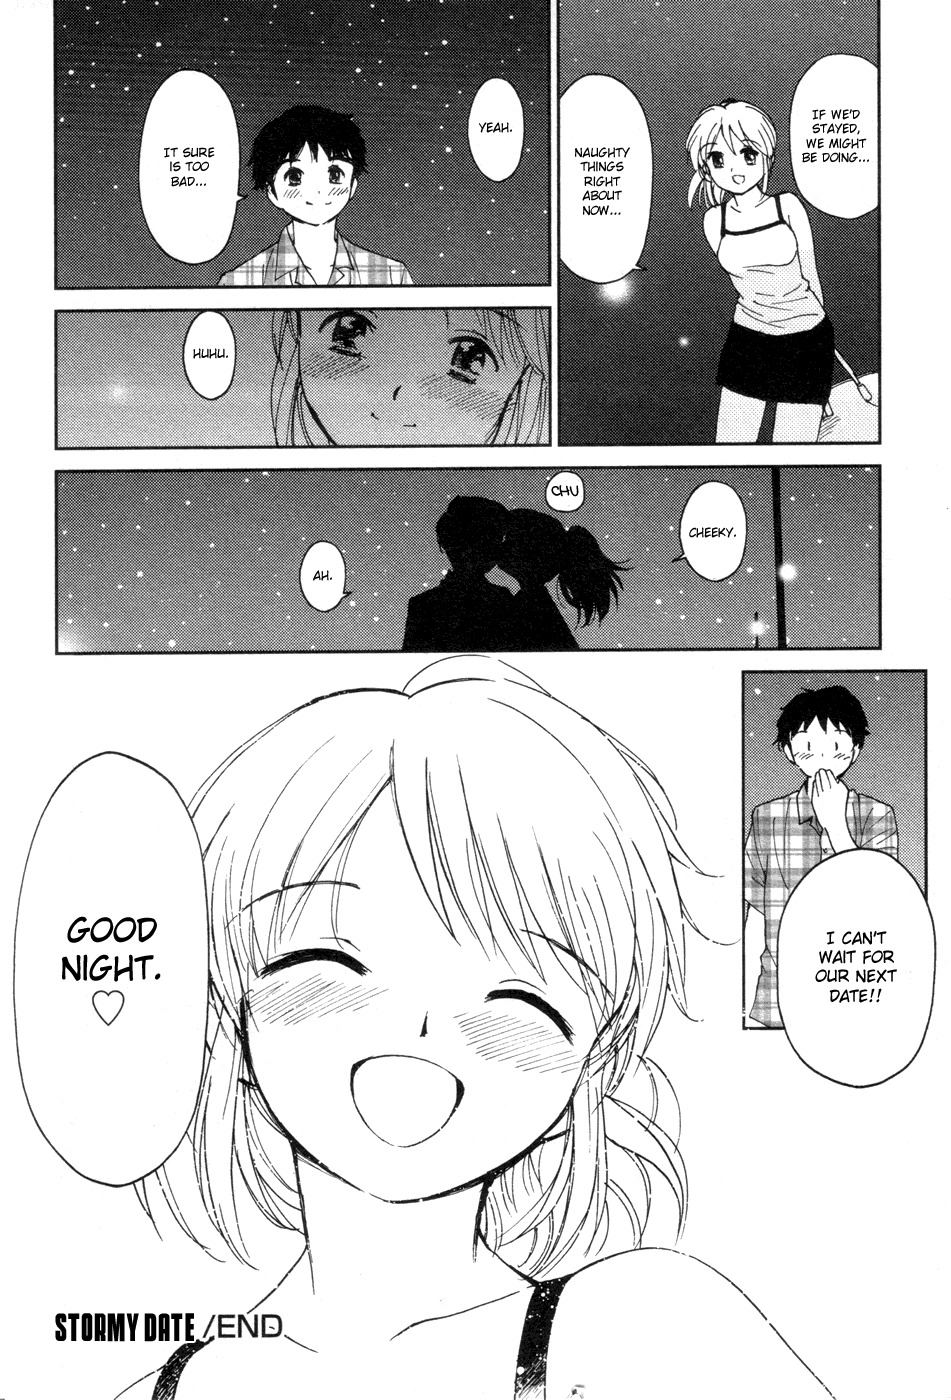 IF WE'D
STAYED,
WE MIGHT
BE DOING...
NAUGHTY
THINGS
RIGHT
ABOUT
NOW...
YEAH.
IT SURE
IS TOO
BAD...
HUHU.
CHEEKY.
CHU
AH.
I CAN'T
WAIT FOR
OUR NEXT
DATE!!
GOOD
NIGHT.
♡
STORMY DATE /END